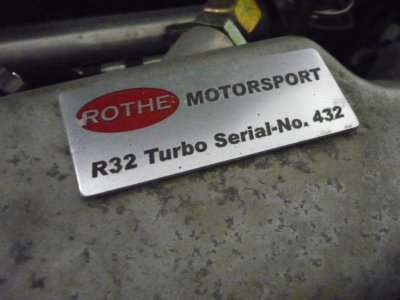 ROTHE MOTORSPORT
R32 Turbo Serial-No. 432